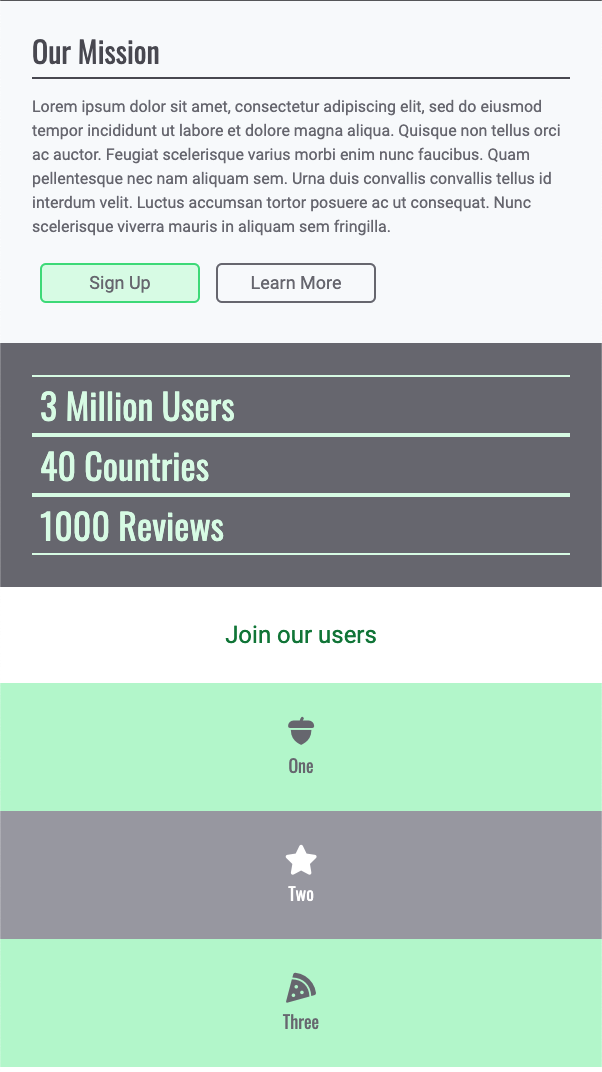 Our Mission
Lorem ipsum dolor sit amet, consectetur adipiscing elit, sed do eiusmod
tempor incididunt ut labore et dolore magna aliqua. Quisque non tellus orci
ac auctor. Feugiat scelerisque varius morbi enim nunc faucibus. Quam
pellentesque nec nam aliquam sem. Urna duis convallis convallis tellus id
interdum velit. Luctus accumsan tortor posuere ac ut consequat. Nunc
scelerisque viverra mauris in aliquam sem fringilla.
Sign Up
Learn More
3 Million Users
40 Countries
1000 Reviews
Join our users
One
Two
Three